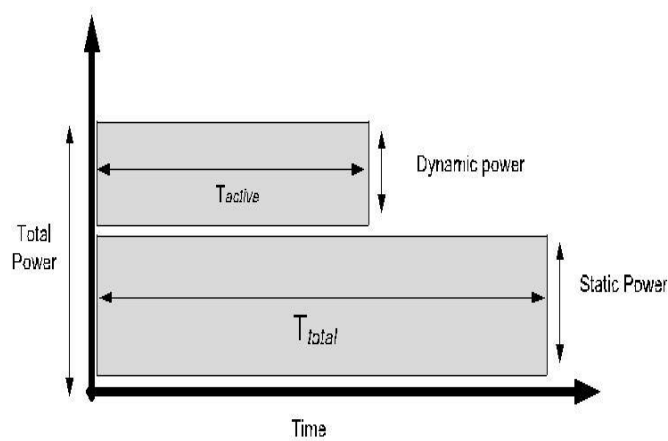 Dynamic power
Tactive
Total
Power
Static Power
Ttotal
Time